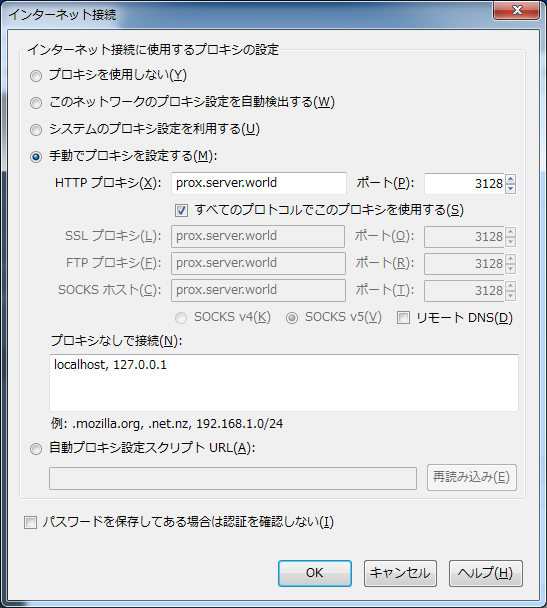 インターネット接続
インターネット接続に使用するプロキシの設定
プロキシを使用しない(Y)
このネットワークのプロキシ設定を自動検出する(W)
システムのプロキシ設定を利用する(U)
手動でプロキシを設定する(M):
HTTP プロキシ(X): prox.server.world ポート(P): 3128
すべてのプロトコルでこのプロキシを使用する(S)
SSL プロキシ(L): prox.server.world ポート(O): 3128
FTP プロキシ(F): prox.server.world ポート(R): 3128
SOCKS ホスト(C): prox.server.world ポート(T): 3128
SOCKS v4(K) SOCKS v5(V) リモート DNS(D)
プロキシなしで接続(N):
localhost, 127.0.0.1
例: .mozilla.org, .net.nz, 192.168.1.0/24
自動プロキシ設定スクリプト URL(A):
再読み込み(E)
パスワードを保存してある場合は認証を確認しない(I)
OK キャンセル ヘルプ(H)